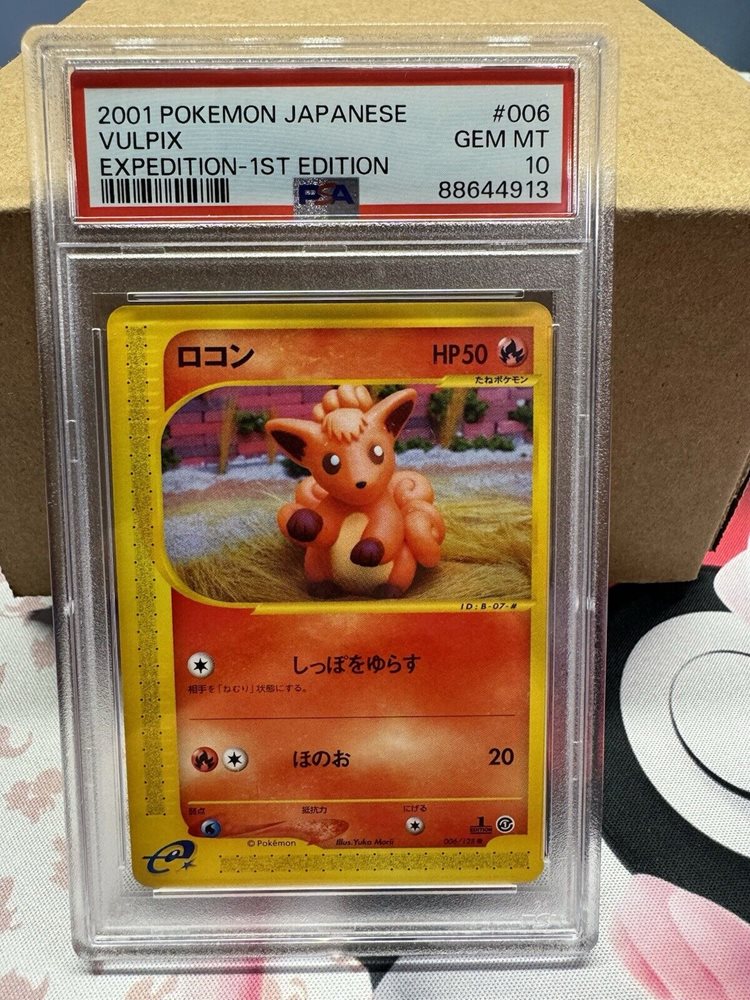 2001 POKEMON JAPANESE #006
VULPIX GEM MT
EXPEDITION-1ST EDITION 10
PSA 88644913
ロコン HP50
たねポケモン
ID:B-07-#
しっぽをゆらす
相手を「ねむり」状態にする。
ほのお 20
弱点 抵抗力 にげる
1
EDITION
©Pokémon Illus. Yuka Morii 006/128
e